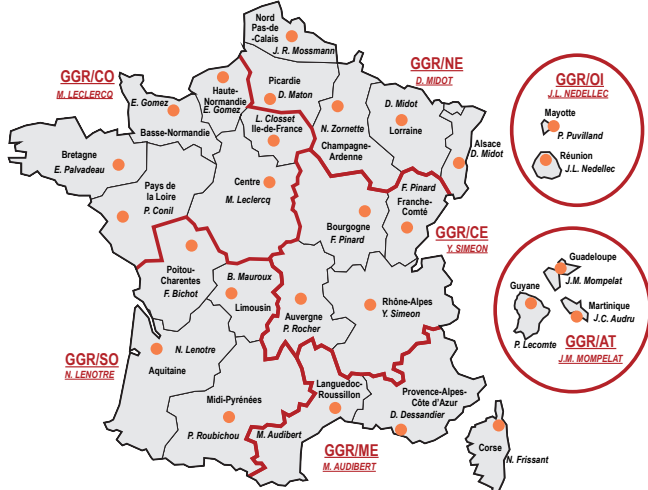 Nord
Pas-de-
Calais
J. R. Mossmann
GGR/CO
M. LECLERCQ
GGR/NE
D. MIDOT
GGR/OI
J.L. NEDELLEC
Haute-
Normandie
E. Gomez
Picardie
D. Maton
E. Gomez
Basse-Normandie
L. Closset
Ile-de-France
N. Zornette
Champagne-
Ardenne
D. Midot
Lorraine
Alsace
D. Midot
Mayotte
P. Puvilland
Réunion
J.L. Nedellec
Bretagne
E. Palvadeau
Pays de
la Loire
P. Conil
Centre
M. Leclercq
Bourgogne
F. Pinard
F. Pinard
Franche-
Comté
GGR/CE
Y. SIMEON
Poitou-
Charentes
F. Bichot
B. Mauroux
Limousin
Auvergne
P. Rocher
Rhône-Alpes
Y. Simeon
Guadeloupe
J.M. Mompelat
Guyane
P. Lecomte
Martinique
J.C. Audru
GGR/AT
J.M. MOMPELAT
GGR/SO
N. LENOTRE
N. Lenotre
Aquitaine
Midi-Pyrénées
P. Roubichou
Languedoc-
Roussillon
M. Audibert
Provence-Alpes-
Côte d'Azur
D. Dessandier
GGR/ME
M. AUDIBERT
Corse
N. Frissant